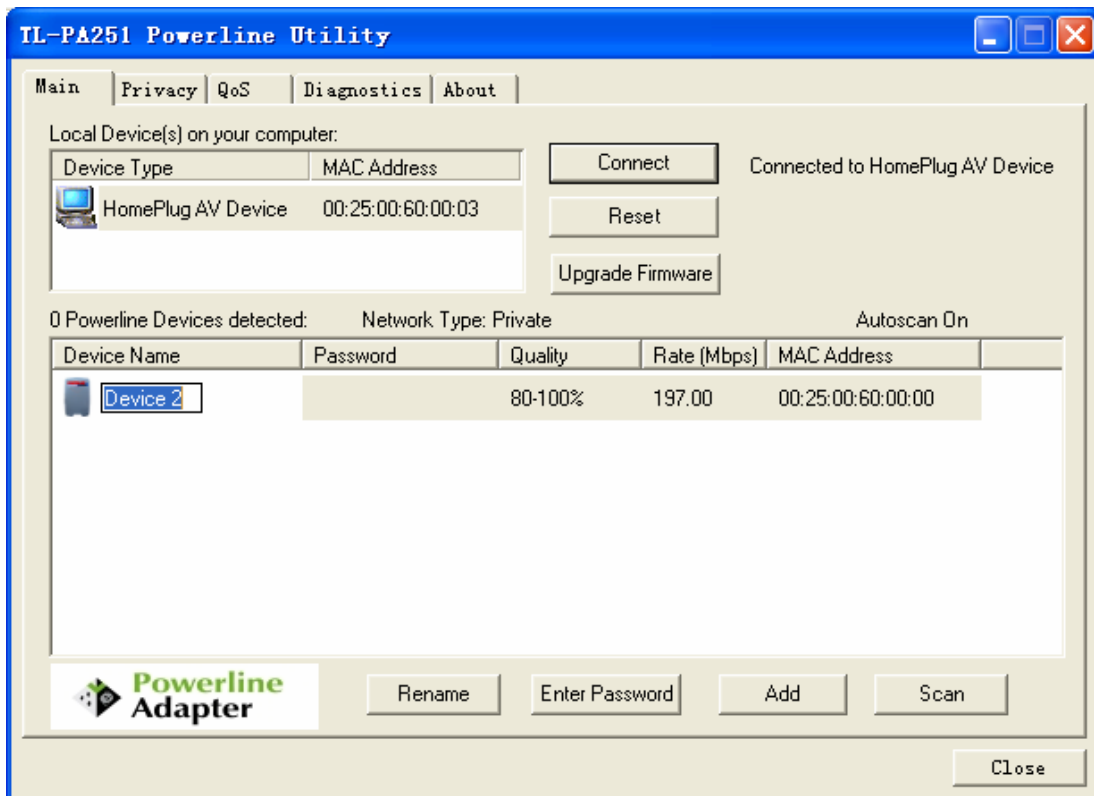 TL-PA251 Powerline Utility
Main Privacy QoS Diagnostics About
Local Device(s) on your computer:
Device Type MAC Address
HomePlug AV Device 00:25:00:60:00:03
Connect
Connected to HomePlug AV Device
Reset
Upgrade Firmware
0 Powerline Devices detected: Network Type: Private Autoscan On
Device Name Password Quality Rate (Mbps) MAC Address
Device 2 80-100% 197.00 00:25:00:60:00:00
Powerline
Adapter
Rename Enter Password Add Scan
Close